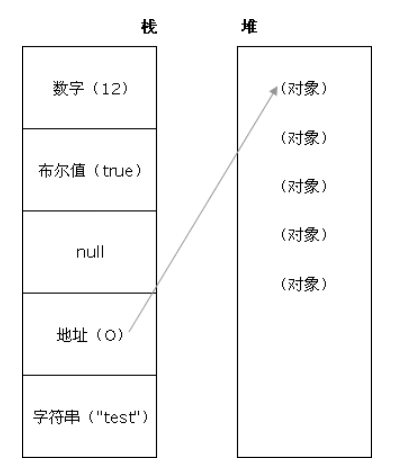 栈
堆
数字（12）
布尔值（true）
null
地址（O）
字符串（"test"）
（对象）
（对象）
（对象）
（对象）
（对象）